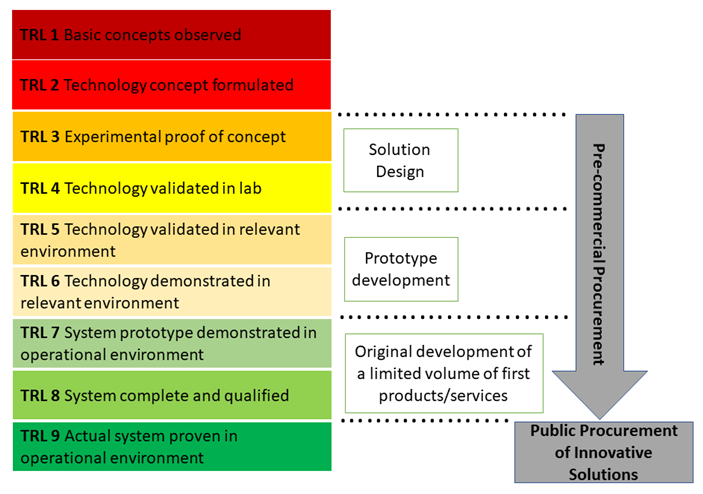 TRL 1 Basic concepts observed
TRL 2 Technology concept formulated
TRL 3 Experimental proof of concept
TRL 4 Technology validated in lab
TRL 5 Technology validated in relevant
environment
TRL 6 Technology demonstrated in
relevant environment
TRL 7 System prototype demonstrated in
operational environment
TRL 8 System complete and qualified
TRL 9 Actual system proven in
operational environment
Solution
Design
Prototype
development
Original development of
a limited volume of first
products/services
Pre-commercial Procurement
Public Procurement
of Innovative
Solutions